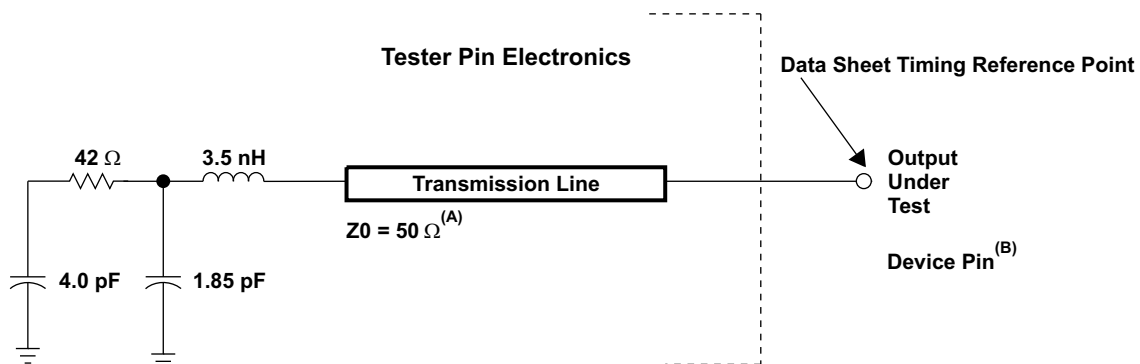 Tester Pin Electronics
Data Sheet Timing Reference Point
42 Ω
3.5 nH
Transmission Line
Output
Under
Test
Z0 = 50 Ω(A)
Device Pin(B)
4.0 pF
1.85 pF